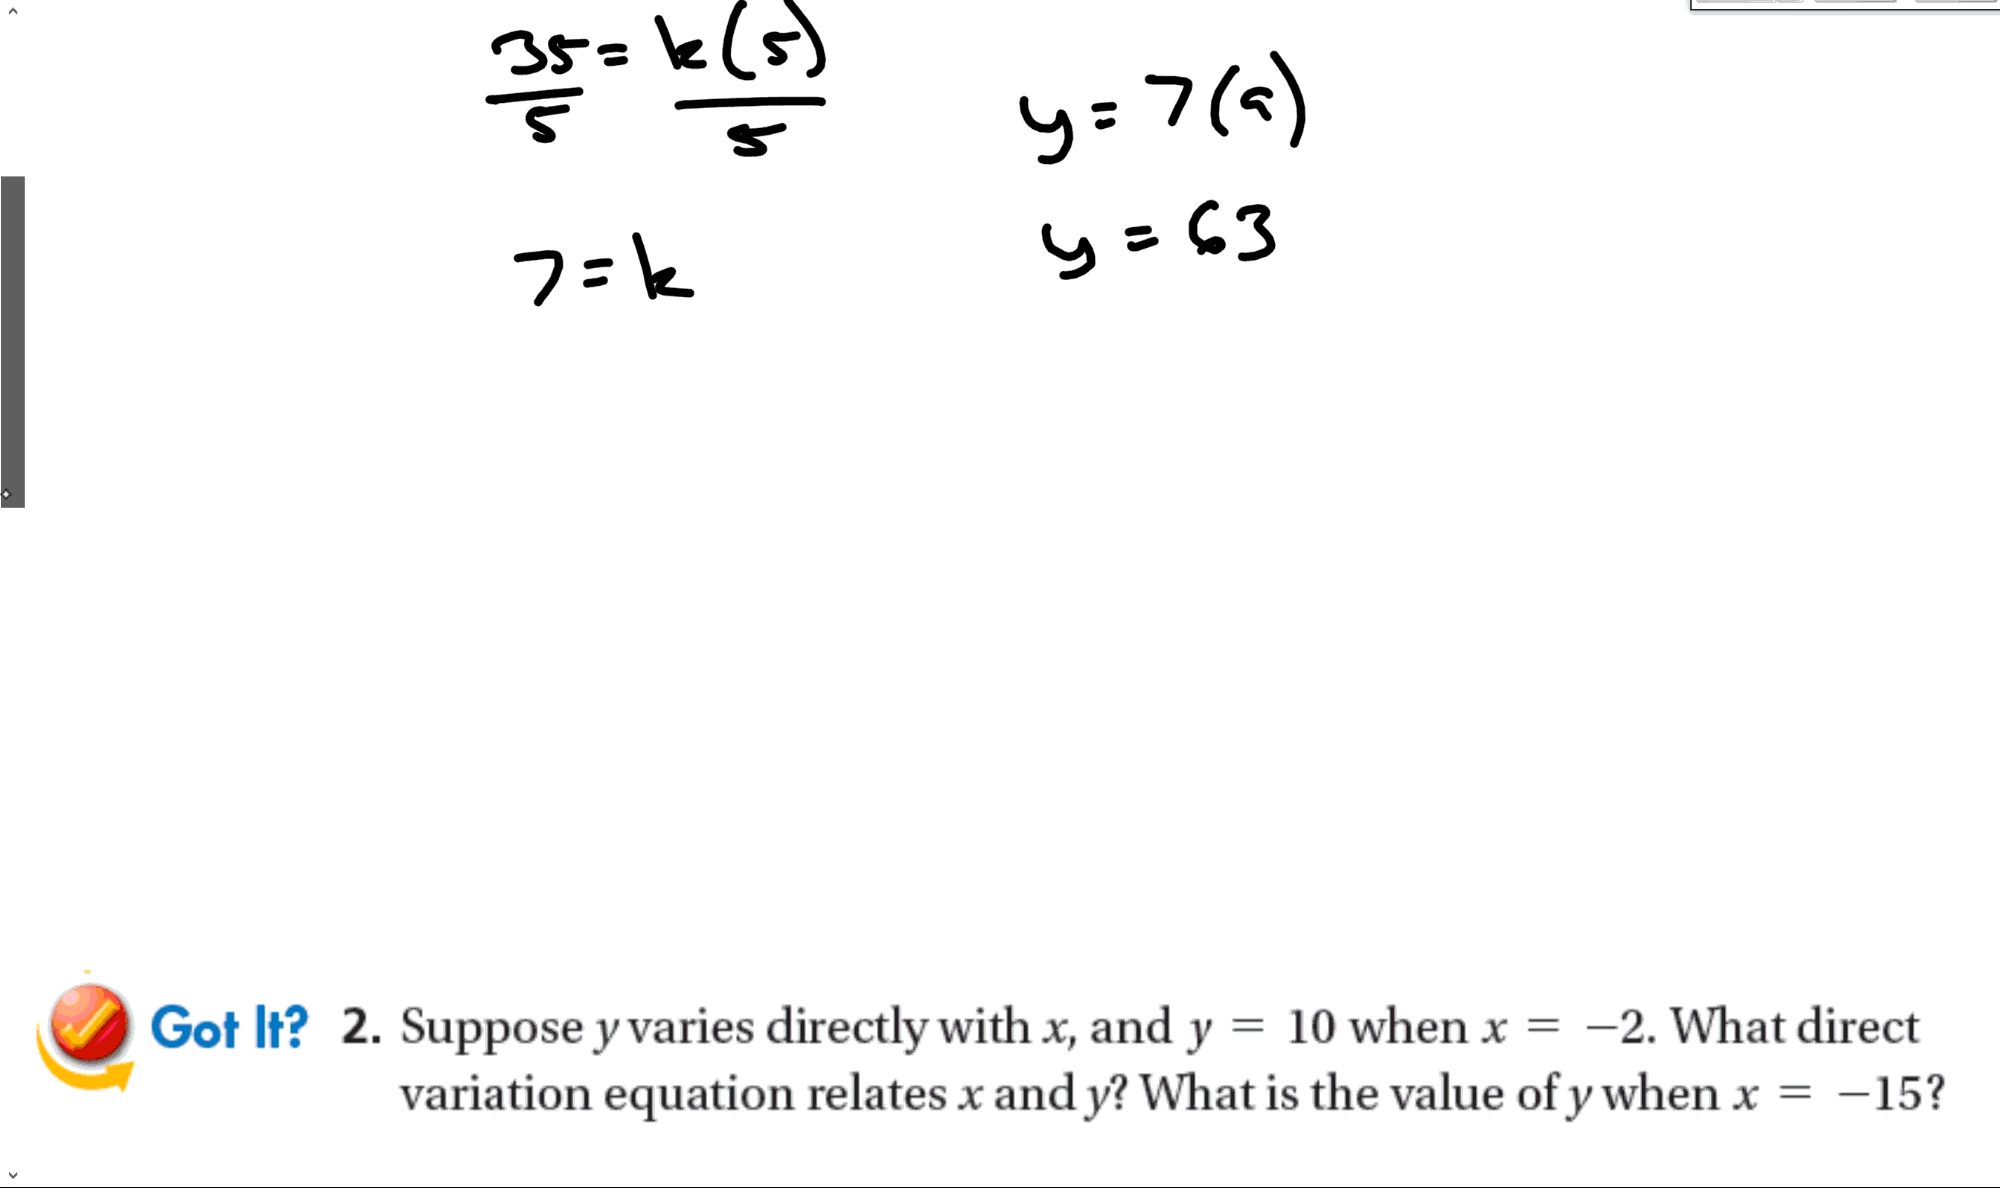 35 = k(5)
5 5
7 = k
y = 7(9)
y = 63
Got It? 2. Suppose y varies directly with x, and y = 10 when x = −2. What direct
variation equation relates x and y? What is the value of y when x = −15?